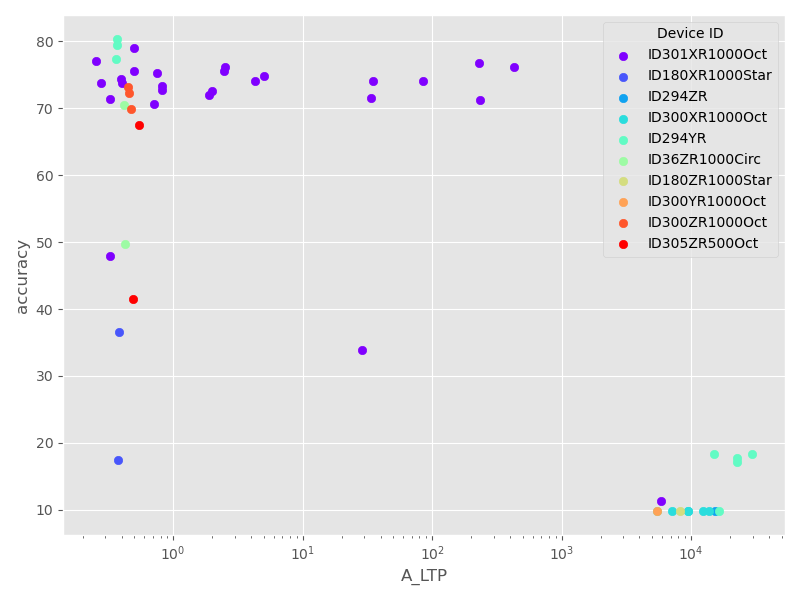 Device ID
ID301XR1000Oct
ID180XR1000Star
ID294ZR
ID300XR1000Oct
ID294YR
ID36ZR1000Circ
ID180ZR1000Star
ID300YR1000Oct
ID300ZR1000Oct
ID305ZR500Oct
80
70
60
50
40
30
20
10
accuracy
10⁰ 10¹ 10² 10³ 10⁴
A_LTP